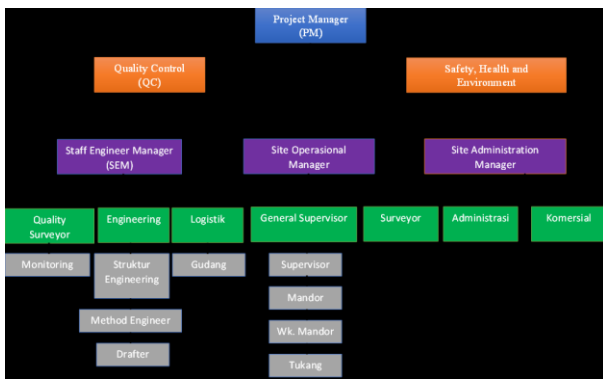 Project Manager
(PM)
Quality Control
(QC)
Safety, Health and
Environment
Staff Engineer Manager
(SEM)
Site Operasional
Manager
Site Administration
Manager
Quality
Surveyor
Engineering
Logistik
General Supervisor
Surveyor
Administrasi
Komersial
Monitoring
Struktur
Engineering
Gudang
Supervisor
Method Engineer
Mandor
Drafter
Wk. Mandor
Tukang